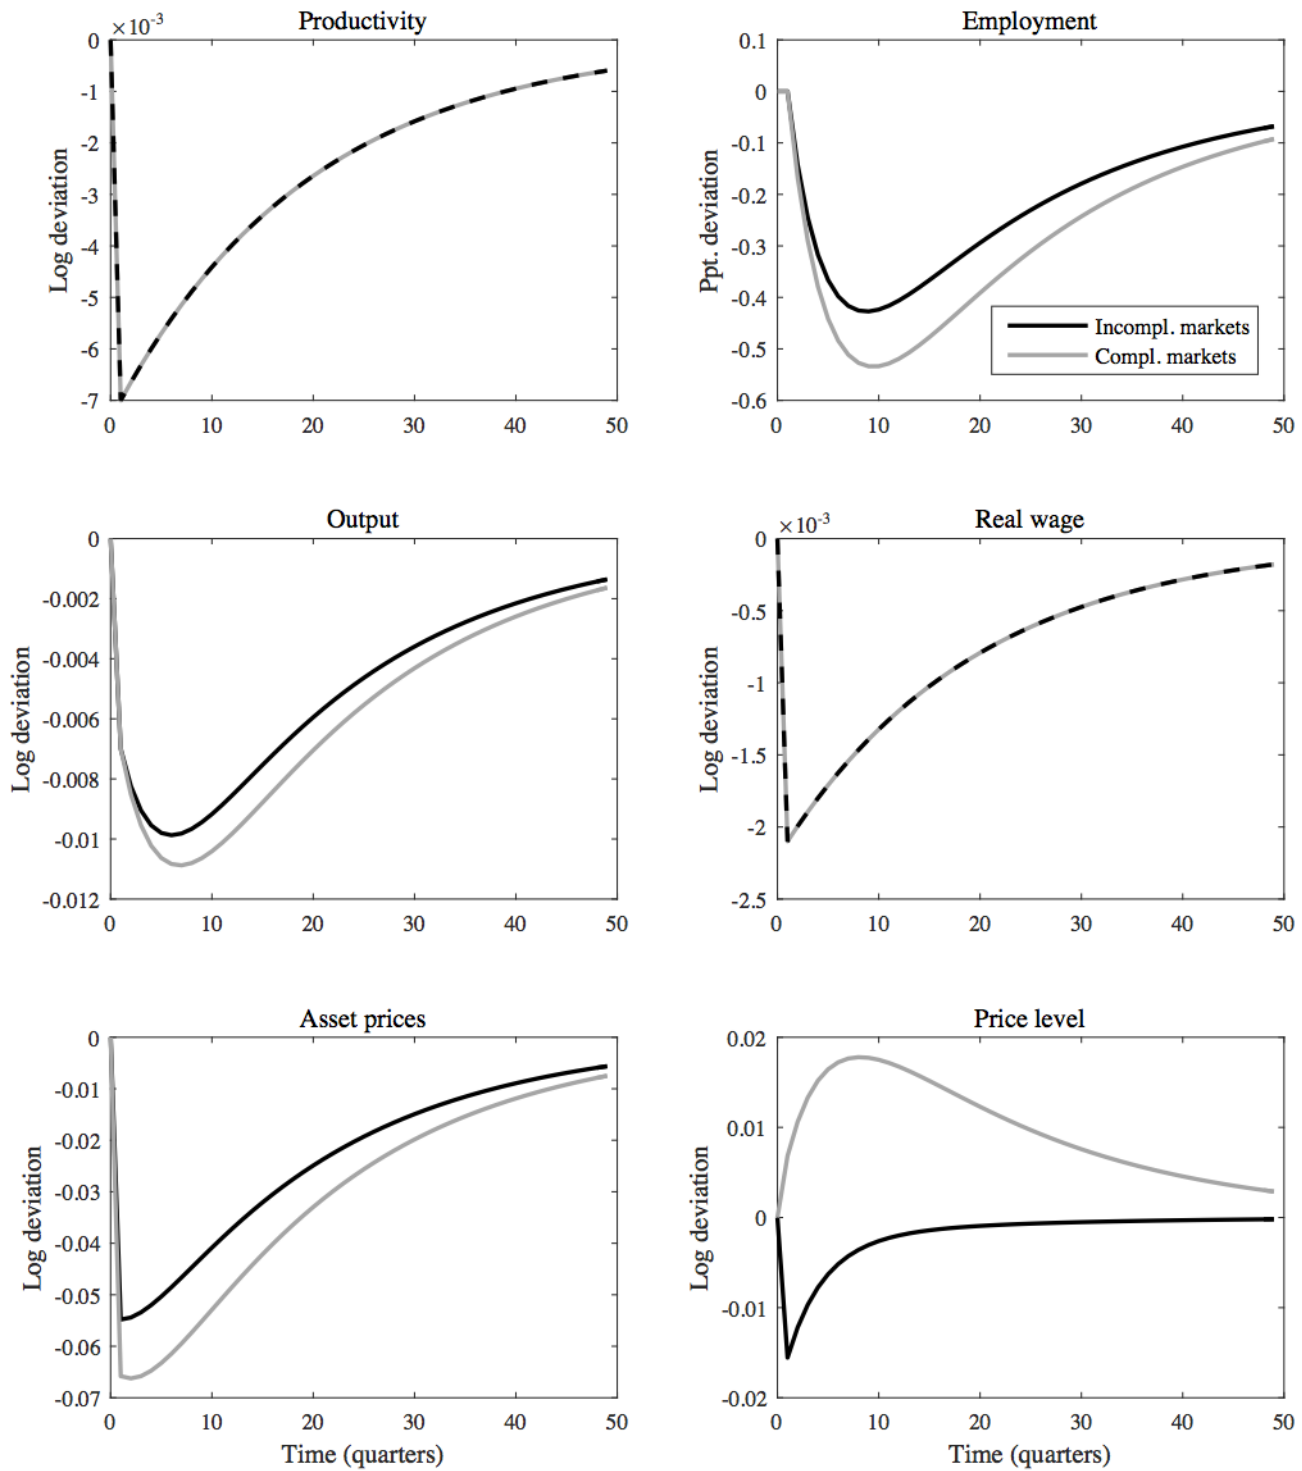 Productivity
×10-3
0
-1
-2
-3
-4
-5
-6
-7
Log deviation
0 10 20 30 40 50
Employment
0.1
0
-0.1
-0.2
-0.3
-0.4
-0.5
-0.6
Ppt. deviation
Incompl. markets
Compl. markets
0 10 20 30 40 50
Output
0
-0.002
-0.004
-0.006
-0.008
-0.01
-0.012
Log deviation
0 10 20 30 40 50
Real wage
×10-3
0
-0.5
-1
-1.5
-2
-2.5
Log deviation
0 10 20 30 40 50
Asset prices
0
-0.01
-0.02
-0.03
-0.04
-0.05
-0.06
-0.07
Log deviation
0 10 20 30 40 50
Time (quarters)
Price level
0.02
0.01
0
-0.01
-0.02
Log deviation
0 10 20 30 40 50
Time (quarters)